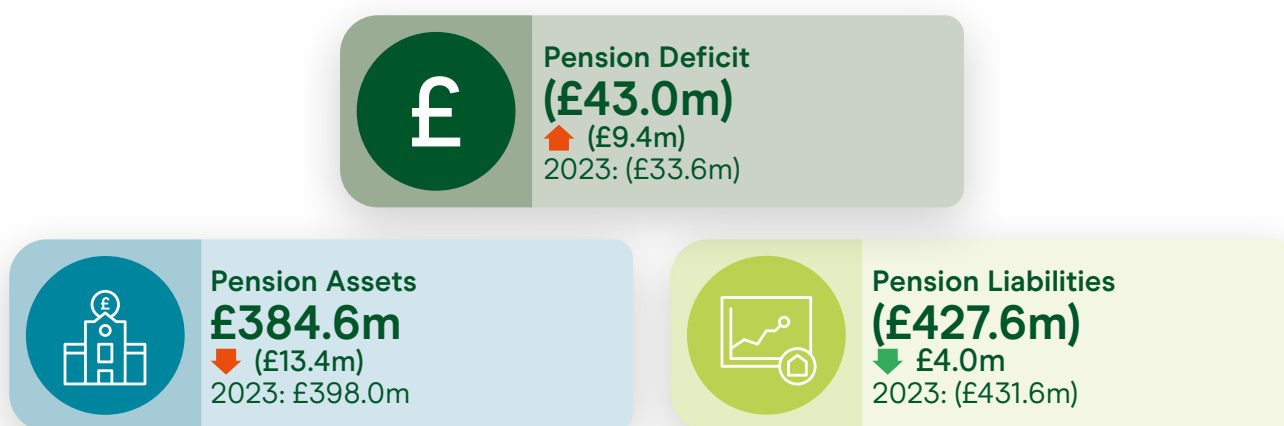 £
Pension Deficit
(£43.0m)
(£9.4m)
2023: (£33.6m)
£
Pension Assets
£384.6m
(£13.4m)
2023: £398.0m
Pension Liabilities
(£427.6m)
£4.0m
2023: (£431.6m)